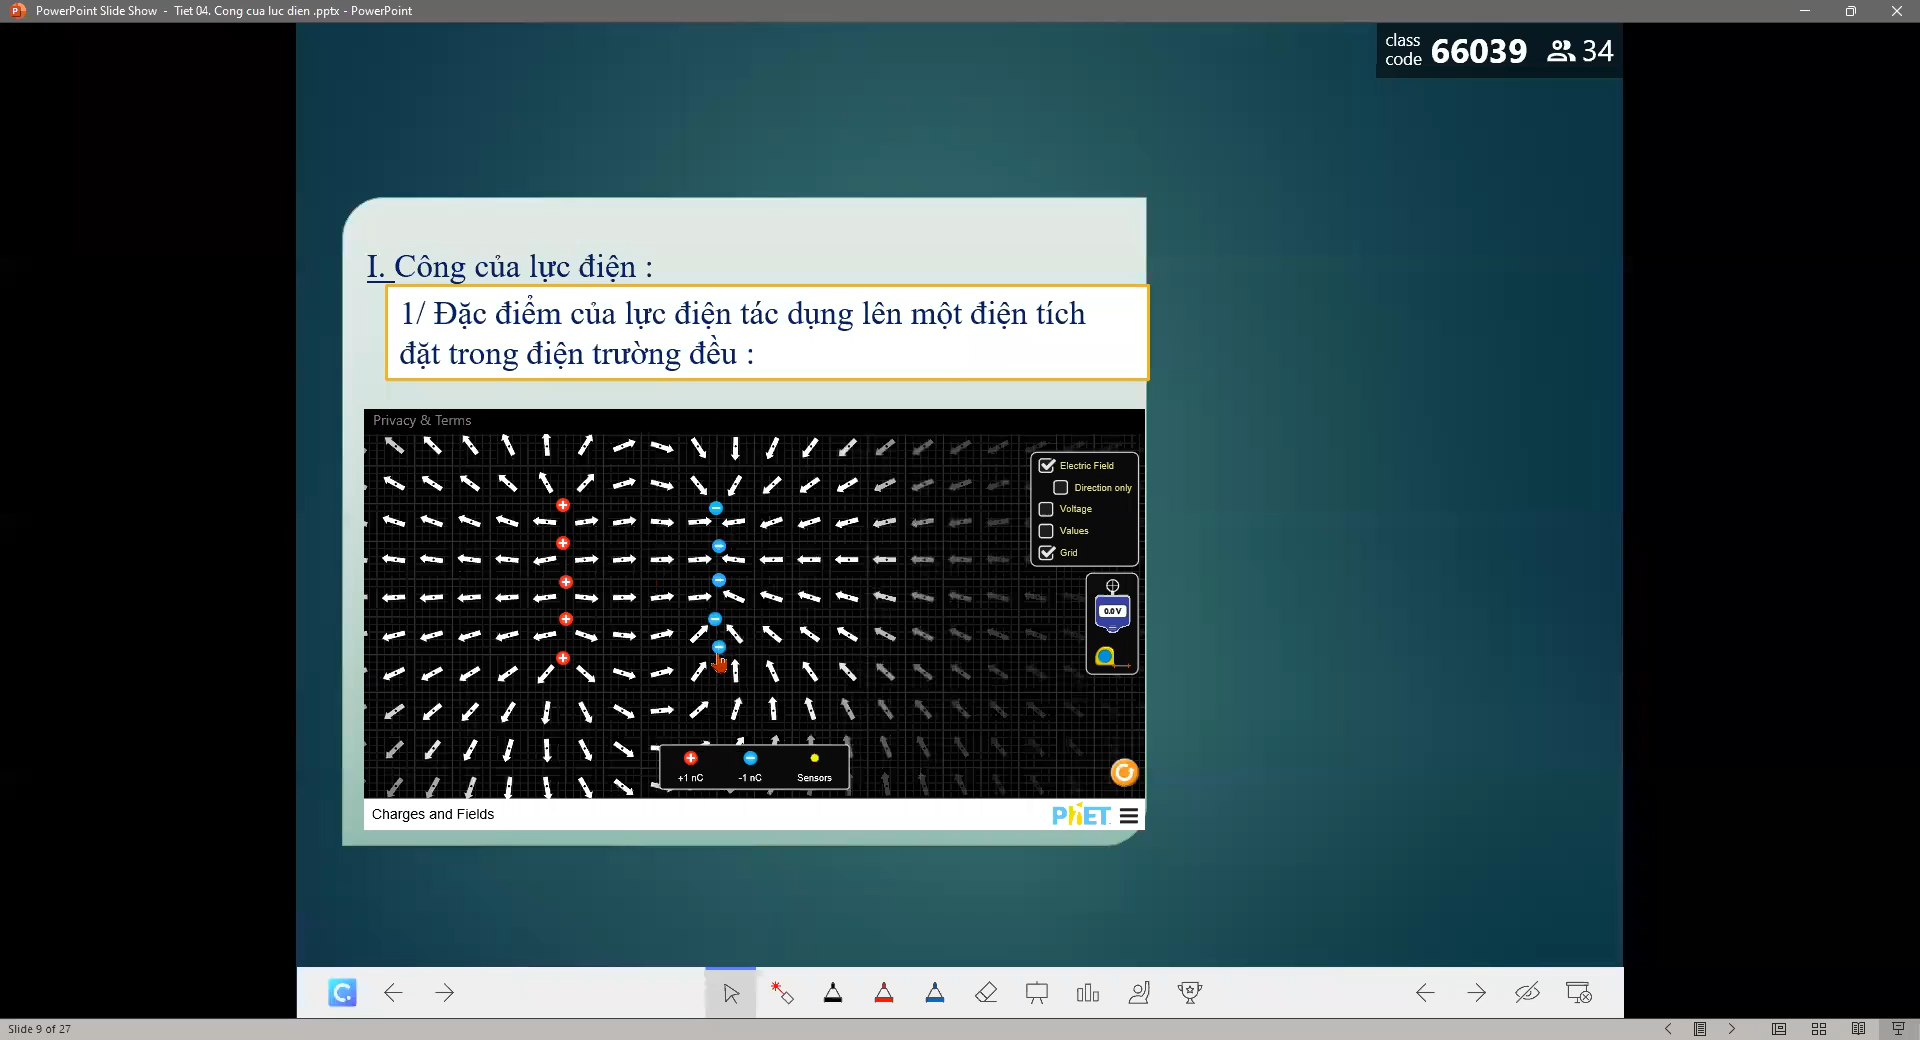 PowerPoint Slide Show - Tiet 04. Cong cua luc dien .pptx - PowerPoint
class code 66039 34
I. Công của lực điện :
1/ Đặc điểm của lực điện tác dụng lên một điện tích
đặt trong điện trường đều :
Privacy & Terms
Electric Field
Direction only
Voltage
Values
Grid
0.0 V
+1 nC -1 nC Sensors
Charges and Fields
PhET
Slide 9 of 27